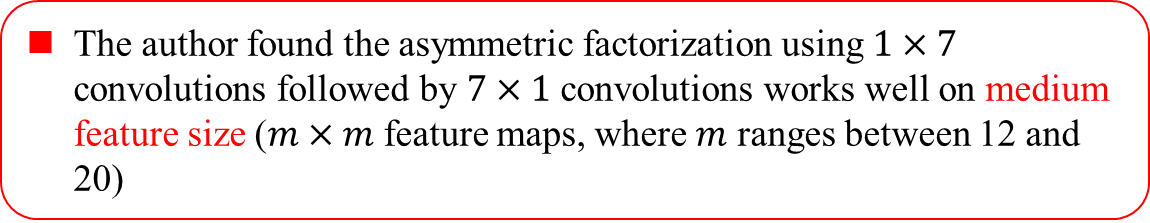 ■ The author found the asymmetric factorization using 1 × 7
convolutions followed by 7 × 1 convolutions works well on medium
feature size (𝑚 × 𝑚 feature maps, where 𝑚 ranges between 12 and
20)